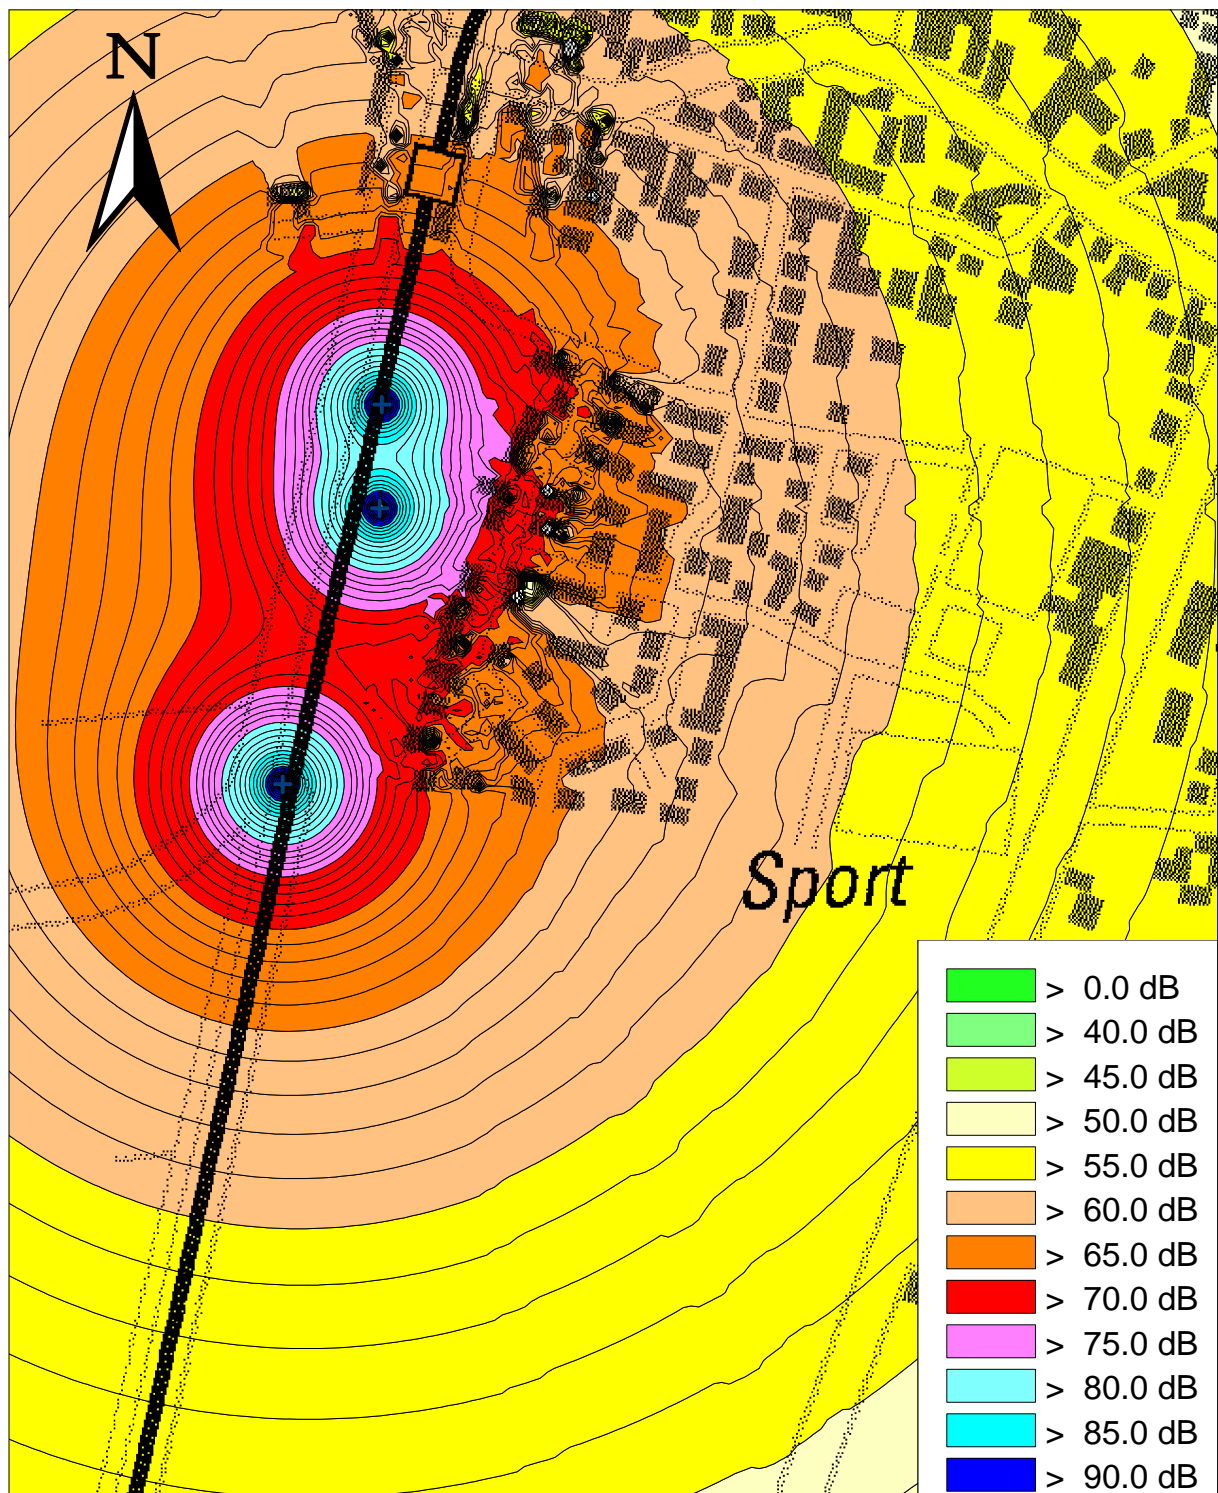 N
Sport
> 0.0 dB
> 40.0 dB
> 45.0 dB
> 50.0 dB
> 55.0 dB
> 60.0 dB
> 65.0 dB
> 70.0 dB
> 75.0 dB
> 80.0 dB
> 85.0 dB
> 90.0 dB